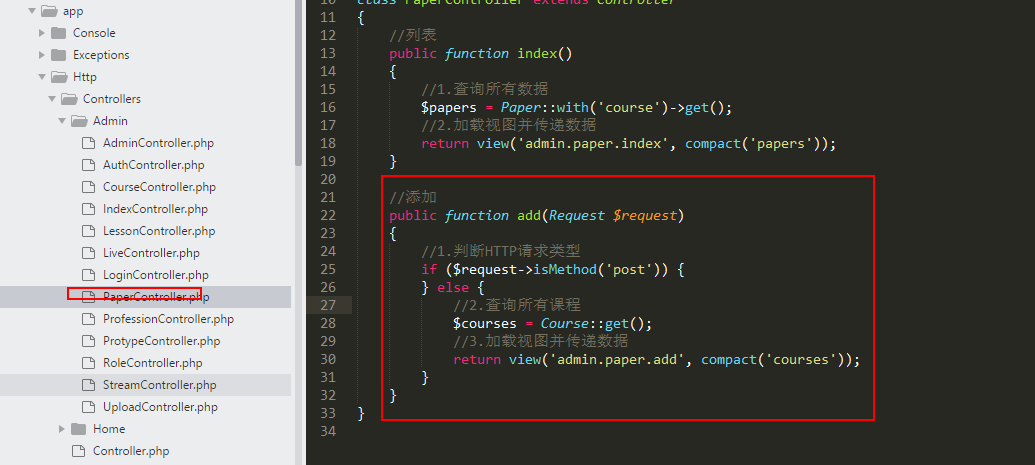 app
Console
Exceptions
Http
Controllers
Admin
AdminController.php
AuthController.php
CourseController.php
IndexController.php
LessonController.php
LiveController.php
LoginController.php
PaperController.php
ProfessionController.php
ProtypeController.php
RoleController.php
StreamController.php
UploadController.php
Home
Controller.php
10 class PaperController extends Controller
11 {
12 //列表
13 public function index()
14 {
15 //1.查询所有数据
16 $papers = Paper::with('course')->get();
17 //2.加载视图并传递数据
18 return view('admin.paper.index', compact('papers'));
19 }
20
21 //添加
22 public function add(Request $request)
23 {
24 //1.判断HTTP请求类型
25 if ($request->isMethod('post')) {
26 } else {
27 //2.查询所有课程
28 $courses = Course::get();
29 //3.加载视图并传递数据
30 return view('admin.paper.add', compact('courses'));
31 }
32 }
33 }
34